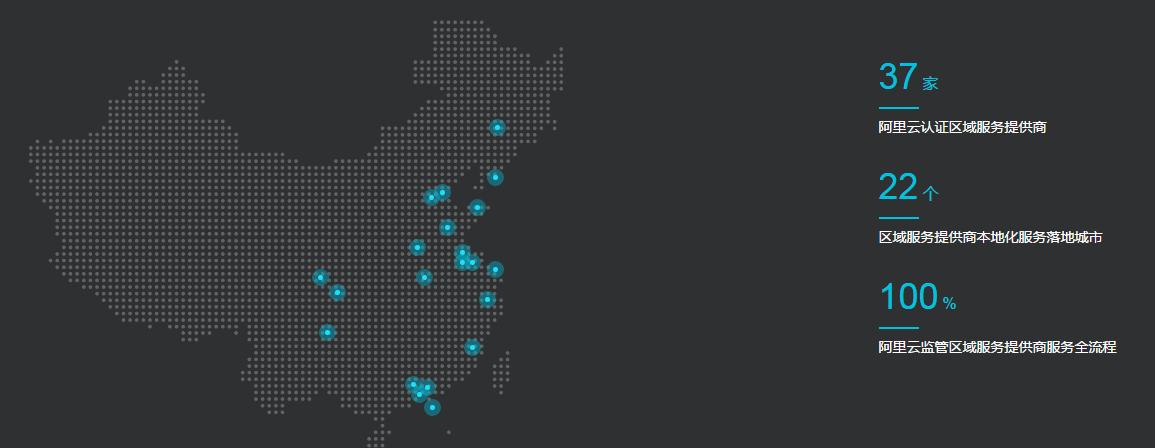 37 家
阿里云认证区域服务提供商
22 个
区域服务提供商本地化服务落地城市
100 %
阿里云监管区域服务提供商服务全流程